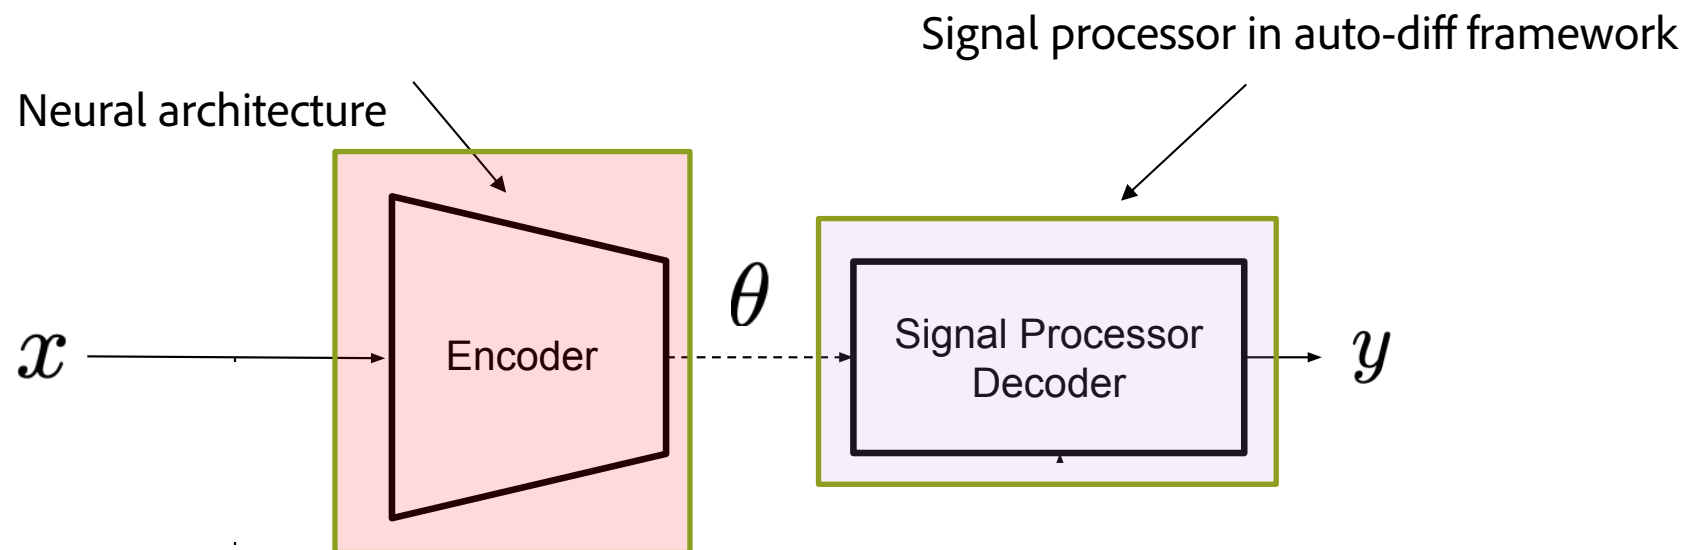 Signal processor in auto-diff framework
Neural architecture
x
Encoder
θ
Signal Processor
Decoder
y